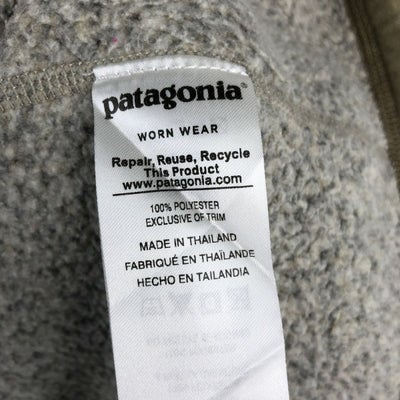 patagonia®
WORN WEAR
Repair, Reuse, Recycle
This Product
www.patagonia.com
100% POLYESTER
EXCLUSIVE OF TRIM
MADE IN THAILAND
FABRIQUÉ EN THAÏLANDE
HECHO EN TAILANDIA